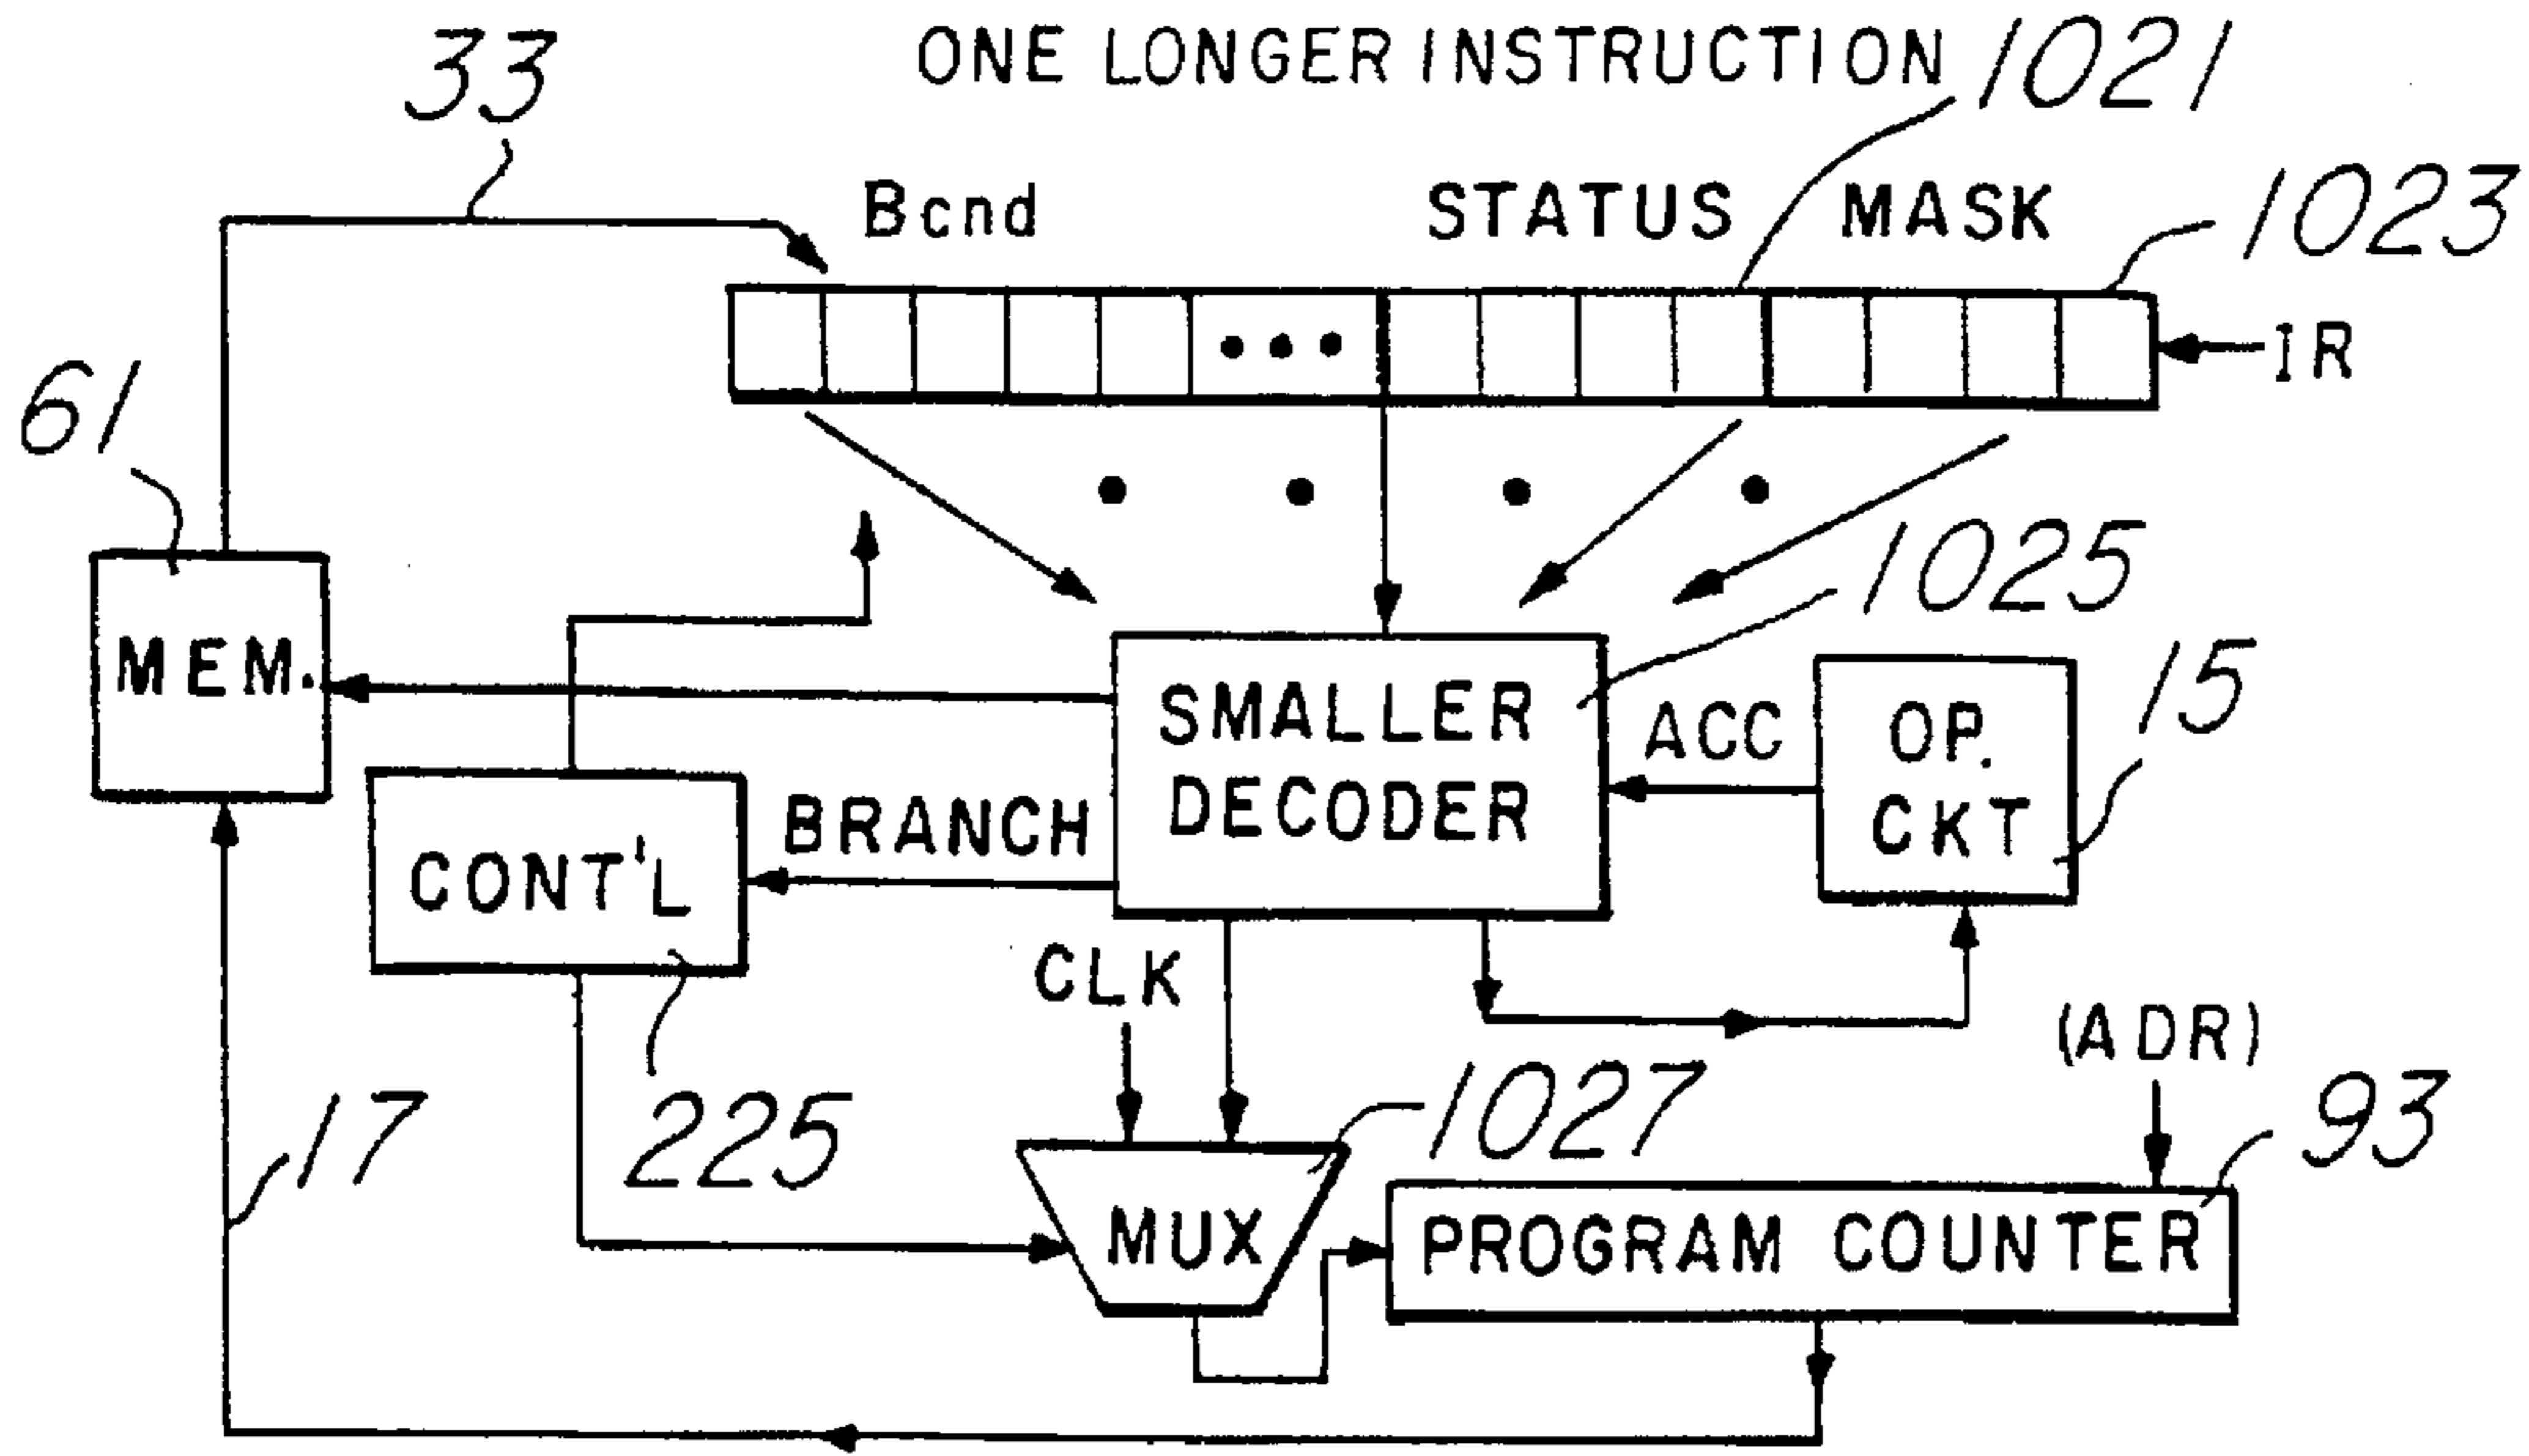 ONE LONGER INSTRUCTION
33
1021
Bcnd
STATUS MASK
1023
IR
61
1025
MEM.
SMALLER
DECODER
ACC
OP.
CKT
15
CONT'L
BRANCH
CLK
(ADR)
17
225
1027
93
MUX
PROGRAM COUNTER